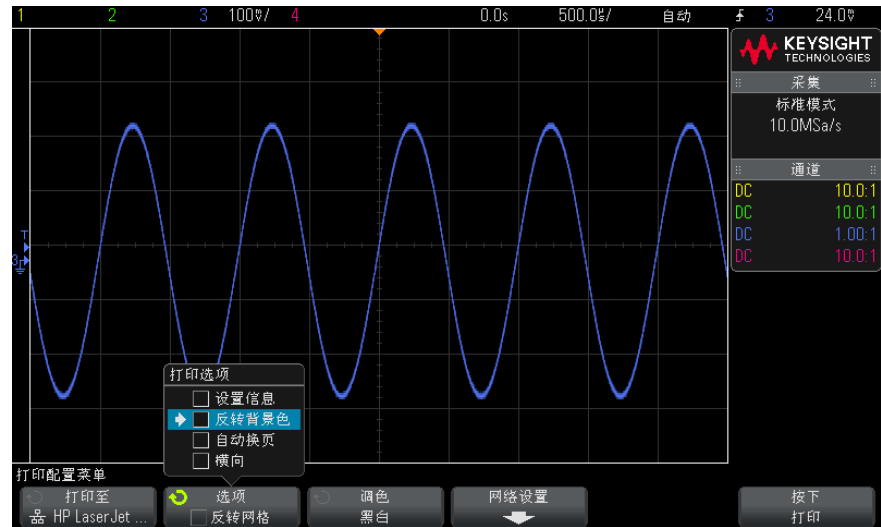 1 2 3 100㎷/ 4 0.0s 500.0㎲/ 自动 3 24.0㎷
KEYSIGHT
TECHNOLOGIES
采集
标准模式
10.0MSa/s
通道
DC 10.0:1
DC 10.0:1
DC 1.00:1
DC 10.0:1
T
3
打印选项
设置信息
反转背景色
自动换页
横向
打印配置菜单
打印至
HP LaserJet ...
选项
反转网格
调色
黑白
网络设置
按下
打印